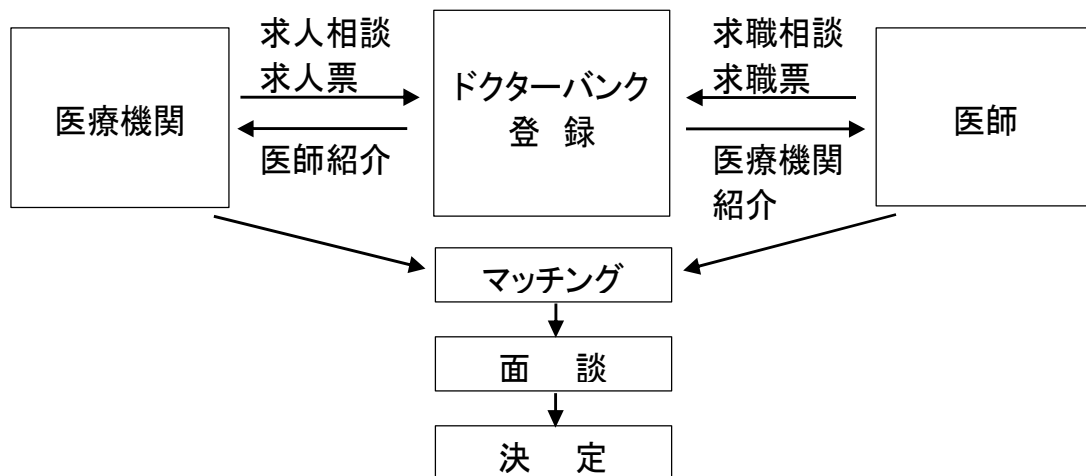 医療機関
求人相談
求人票
医師紹介
ドクターバンク
登 録
求職相談
求職票
医療機関
紹介
医師
マッチング
面 談
決 定